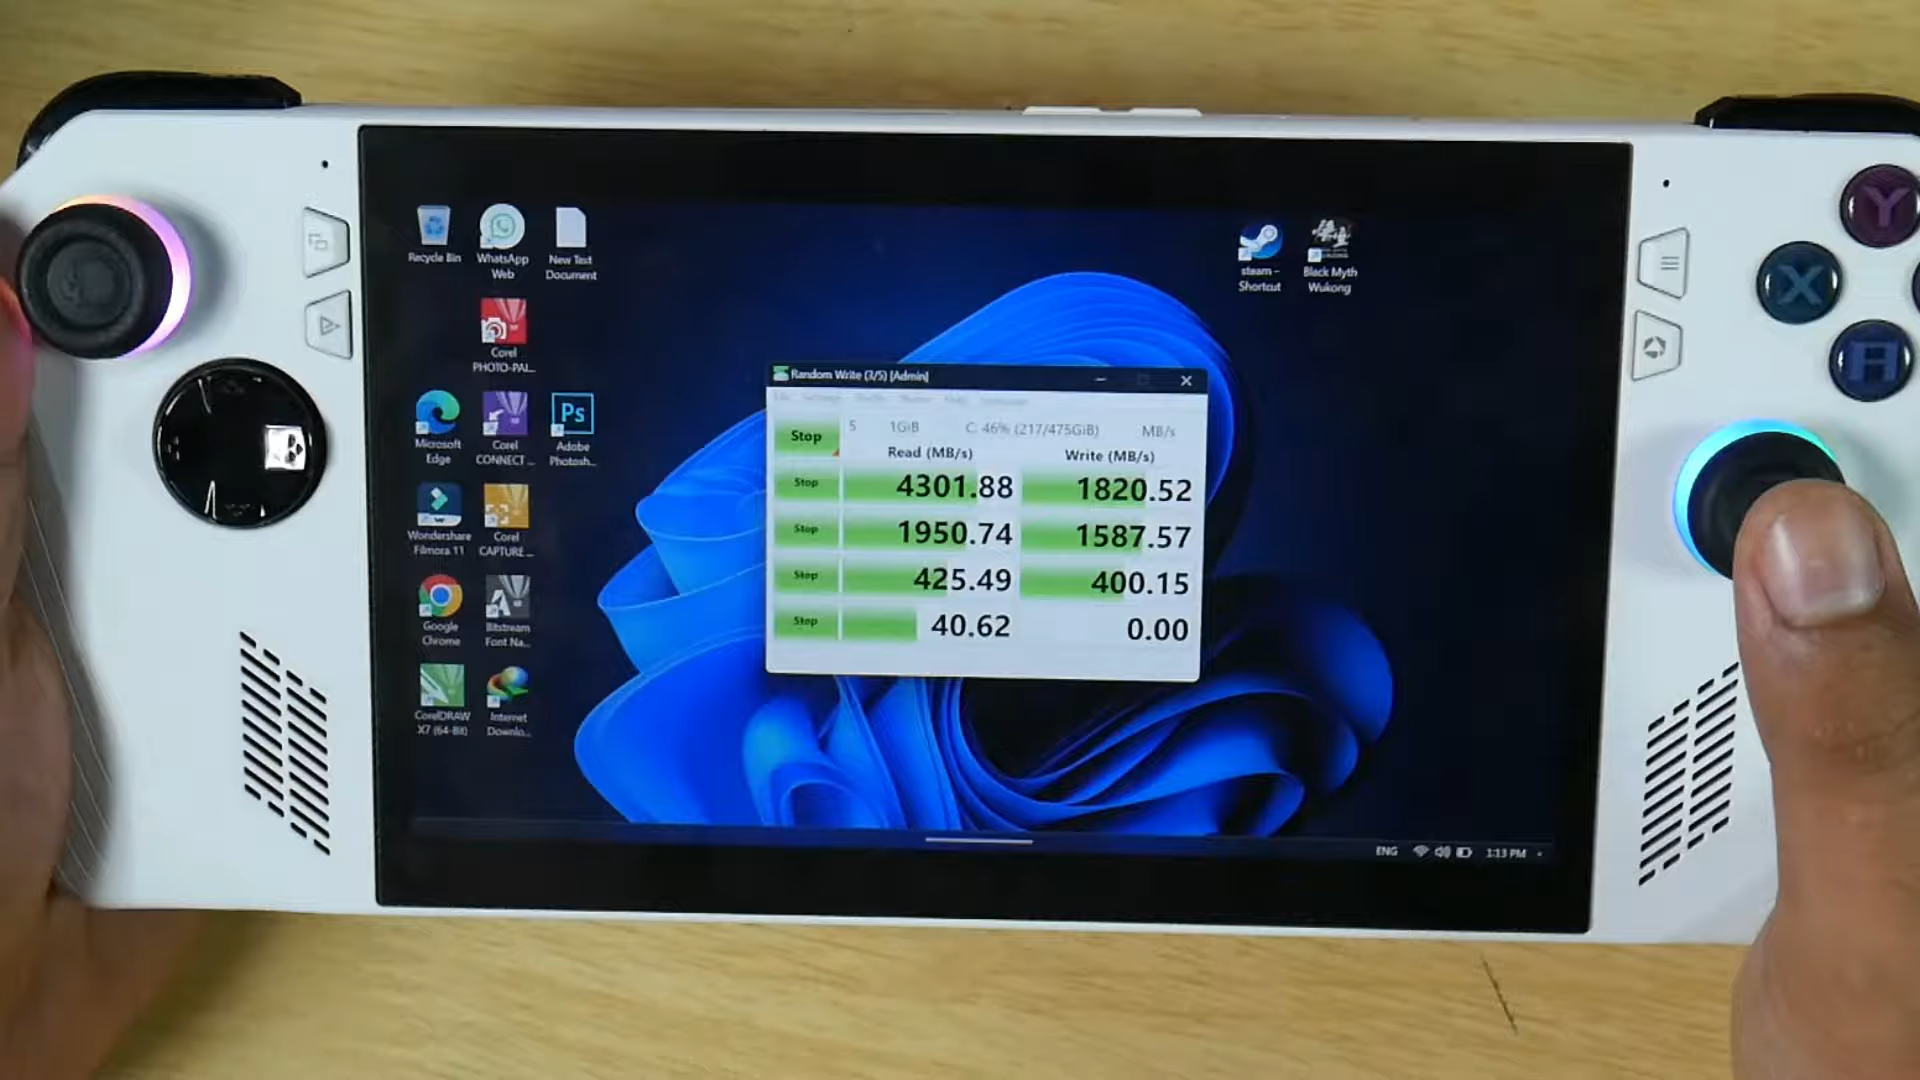 Recycle Bin
WhatsApp
Web
New Text
Document
steam -
Shortcut
Black Myth
Wukong
Corel
PHOTO-PAI...
Microsoft
Edge
Corel
CONNECT ...
Ps
Adobe
Photosh...
Wondershare
Filmora 11
Corel
CAPTURE ...
Google
Chrome
Bitstream
Font Na...
CorelDRAW
X7 (64-Bit)
Internet
Downlo...
Random Write (3/5) [Admin]
Stop 5 1GiB C: 46% (217/475GiB) MB/s
Read (MB/s) Write (MB/s)
Stop 4301.88 1820.52
Stop 1950.74 1587.57
Stop 425.49 400.15
Stop 40.62 0.00
ENG 1:13 PM
Y
X
A